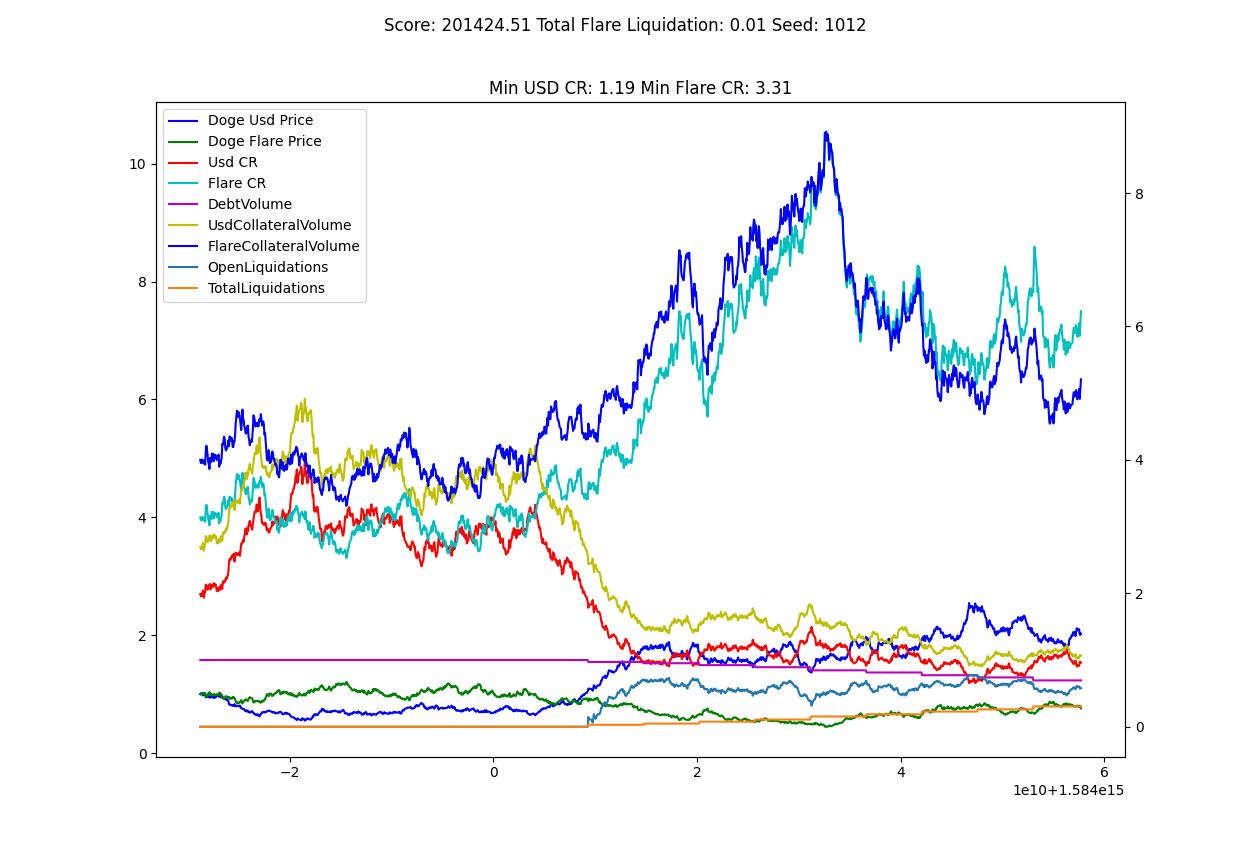 Score: 201424.51 Total Flare Liquidation: 0.01 Seed: 1012
Min USD CR: 1.19 Min Flare CR: 3.31
Doge Usd Price
Doge Flare Price
Usd CR
Flare CR
DebtVolume
UsdCollateralVolume
FlareCollateralVolume
OpenLiquidations
TotalLiquidations
10
8
6
4
2
0
8
6
4
2
0
−2
0
2
4
6
1e10+1.584e15